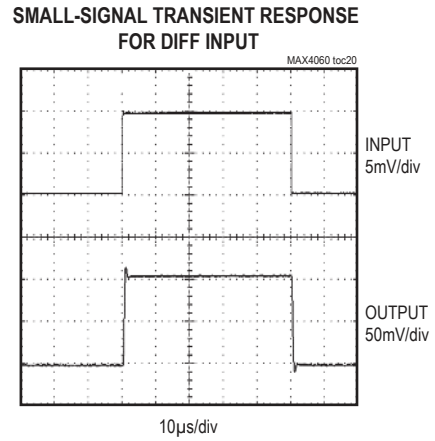 SMALL-SIGNAL TRANSIENT RESPONSE
FOR DIFF INPUT
MAX4060 toc20
INPUT
5mV/div
OUTPUT
50mV/div
10µs/div